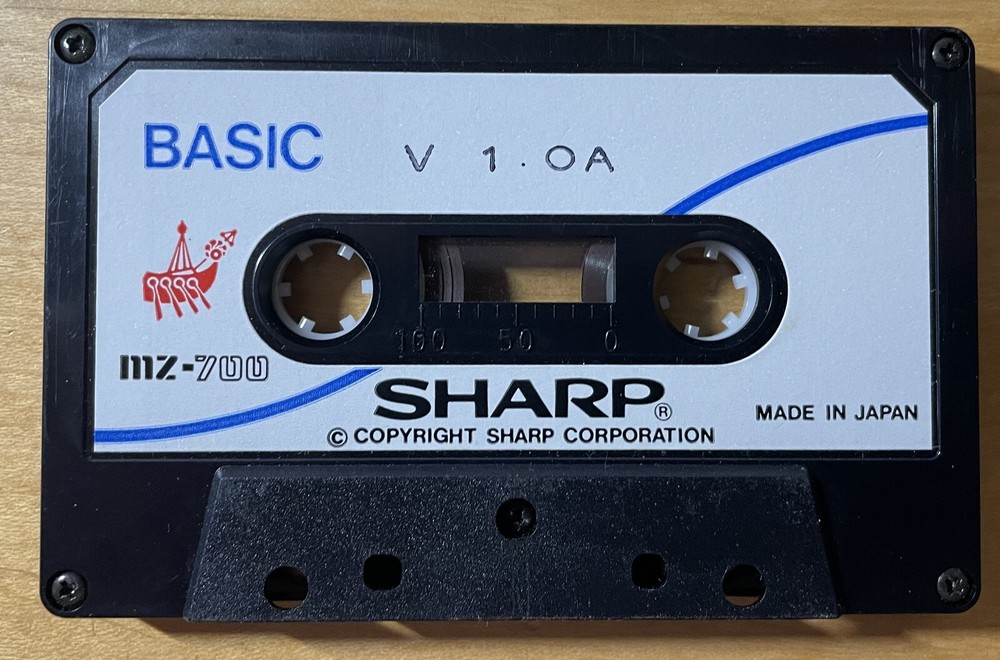 BASIC V 1.0A
100 50 0
mz-700
SHARP®
MADE IN JAPAN
© COPYRIGHT SHARP CORPORATION